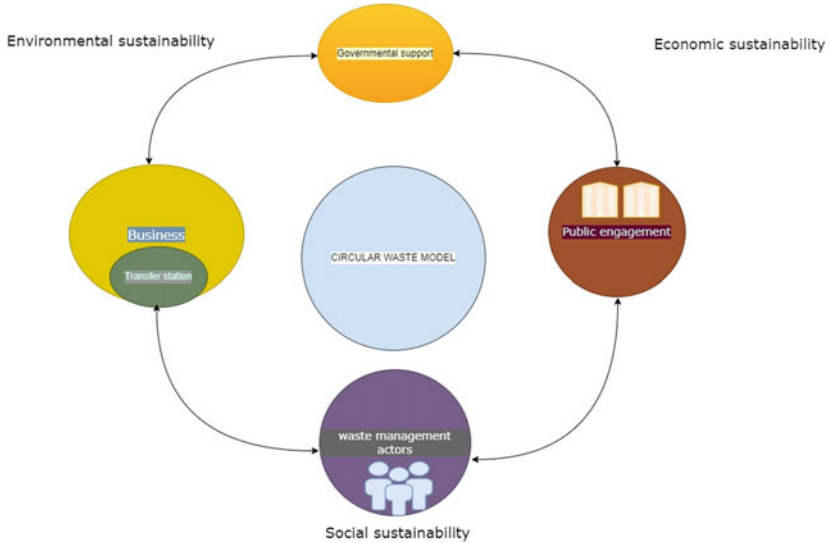 Environmental sustainability
Governmental support
Economic sustainability
Business
Transfer station
Public engagement
CIRCULAR WASTE MODEL
waste management
actors
Social sustainability